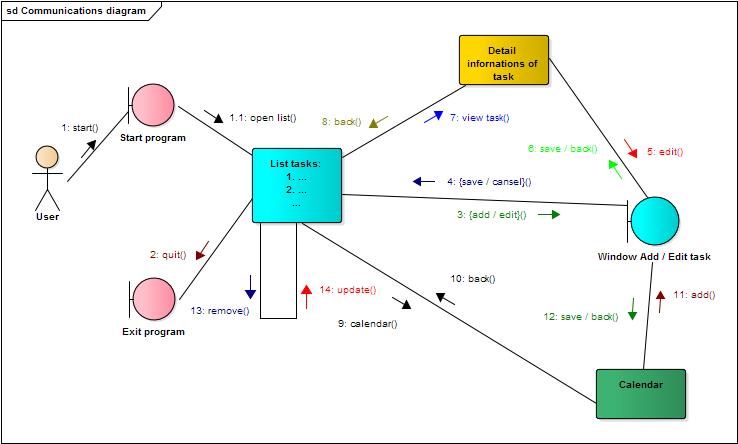 sd Communications diagram
Detail
infornations of
task
1: start()
1.1: open list()
Start program
8: back()
7: view task()
6: save / back()
5: edit()
List tasks:
1. ...
2. ...
...
4: {save / cansel}()
3: {add / edit}()
User
2: quit()
Window Add / Edit task
10: back()
14: update()
13: remove()
11: add()
12: save / back()
9: calendar()
Exit program
Calendar